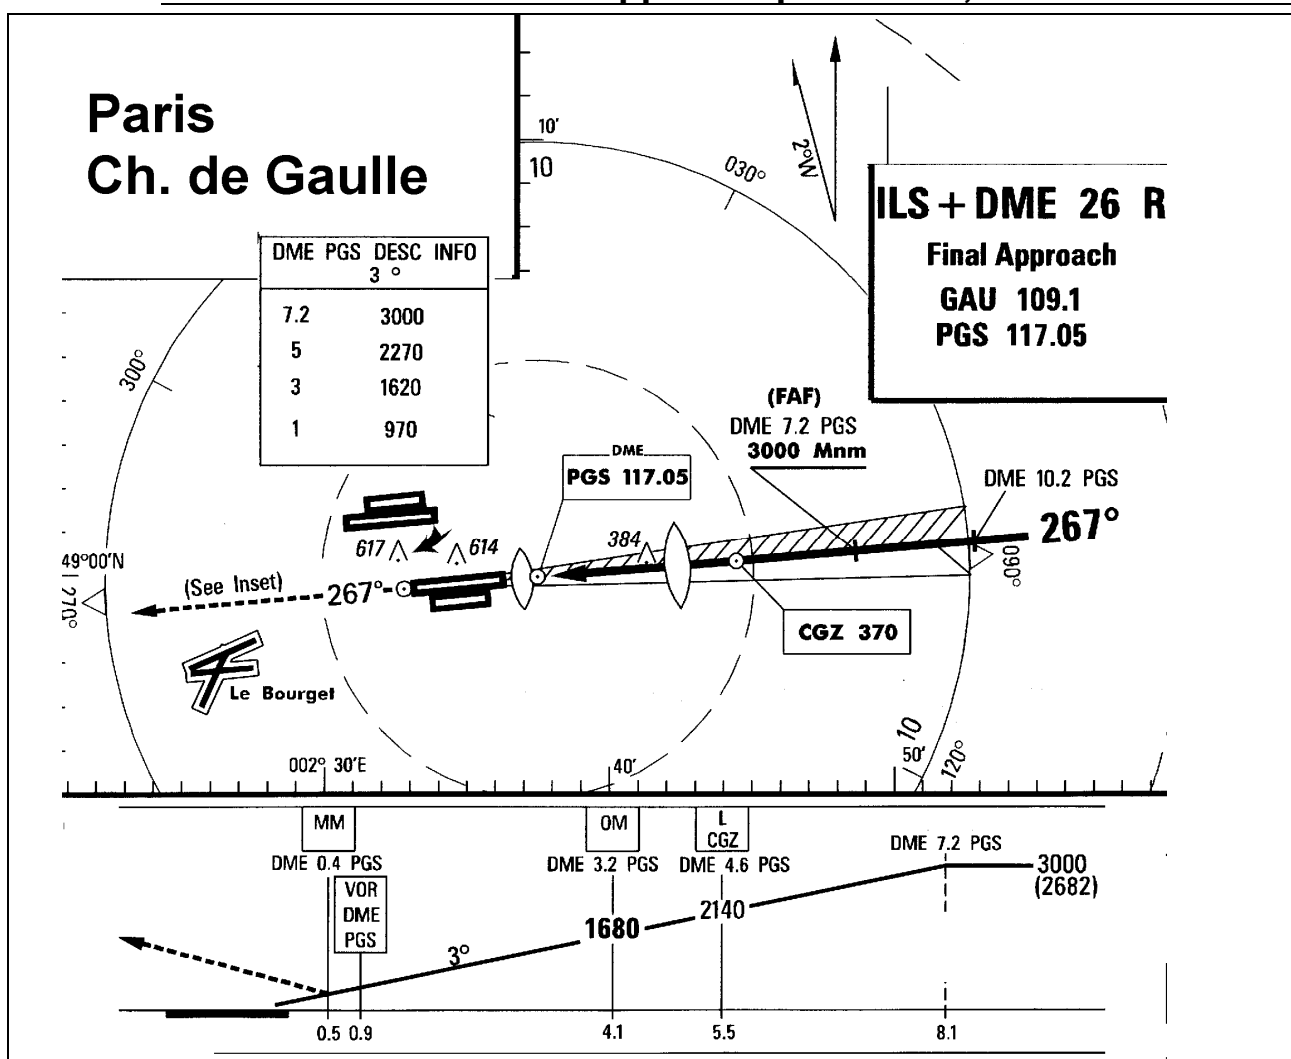 Paris
Ch. de Gaulle
10'
10
030°
2°W
ILS + DME 26 R
Final Approach
GAU 109.1
PGS 117.05
DME PGS DESC INFO
3 °
7.2 3000
5 2270
3 1620
1 970
300°
(FAF)
DME 7.2 PGS
3000 Mnm
DME
PGS 117.05
DME 10.2 PGS
267°
617
614
384
49°00'N
090°
(See Inset)
267°
270°
CGZ 370
Le Bourget
10
50'
120°
002° 30'E
40'
MM
OM
L
CGZ
DME 7.2 PGS
DME 0.4 PGS
DME 3.2 PGS
DME 4.6 PGS
3000
(2682)
VOR
DME
PGS
2140
1680
3°
0.5 0.9
4.1
5.5
8.1